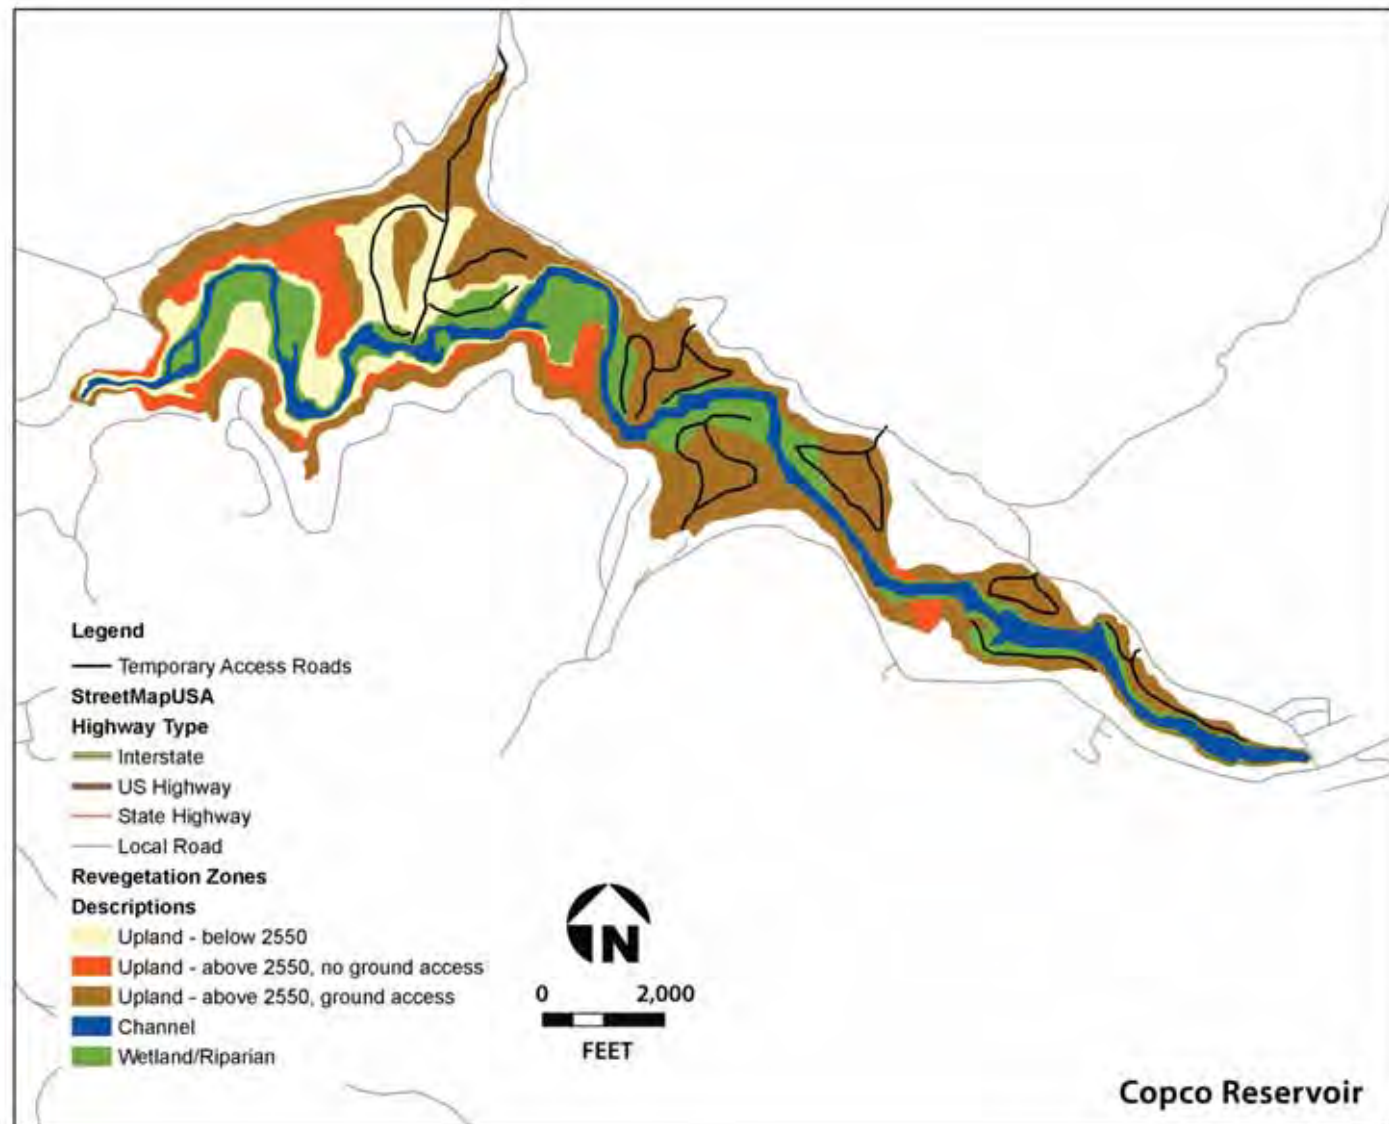 Legend
Temporary Access Roads
StreetMapUSA
Highway Type
Interstate
US Highway
State Highway
Local Road
Revegetation Zones
Descriptions
Upland - below 2550
Upland - above 2550, no ground access
Upland - above 2550, ground access
Channel
Wetland/Riparian
N
0 2,000
FEET
Copco Reservoir